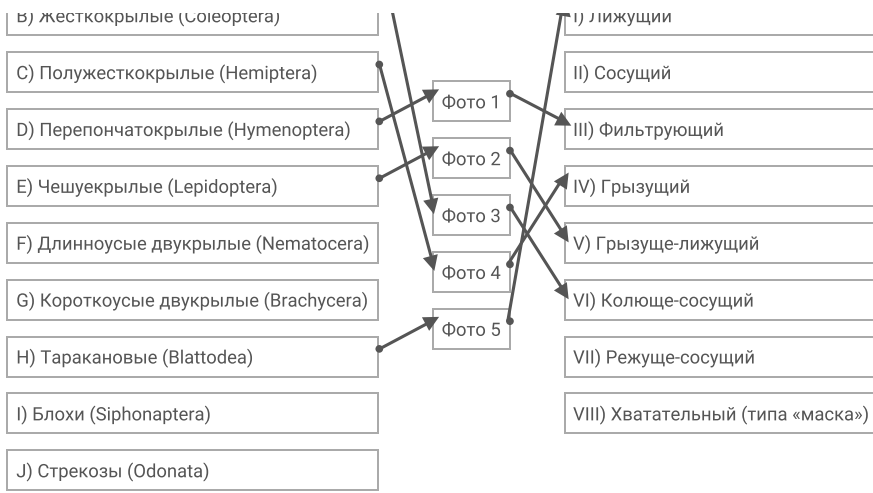 B) Жесткокрылые (Coleoptera)
C) Полужесткокрылые (Hemiptera)
D) Перепончатокрылые (Hymenoptera)
E) Чешуекрылые (Lepidoptera)
F) Длинноусые двукрылые (Nematocera)
G) Короткоусые двукрылые (Brachycera)
H) Таракановые (Blattodea)
I) Блохи (Siphonaptera)
J) Стрекозы (Odonata)
Фото 1
Фото 2
Фото 3
Фото 4
Фото 5
I) Лижущий
II) Сосущий
III) Фильтрующий
IV) Грызущий
V) Грызуще-лижущий
VI) Колюще-сосущий
VII) Режуще-сосущий
VIII) Хватательный (типа «маска»)